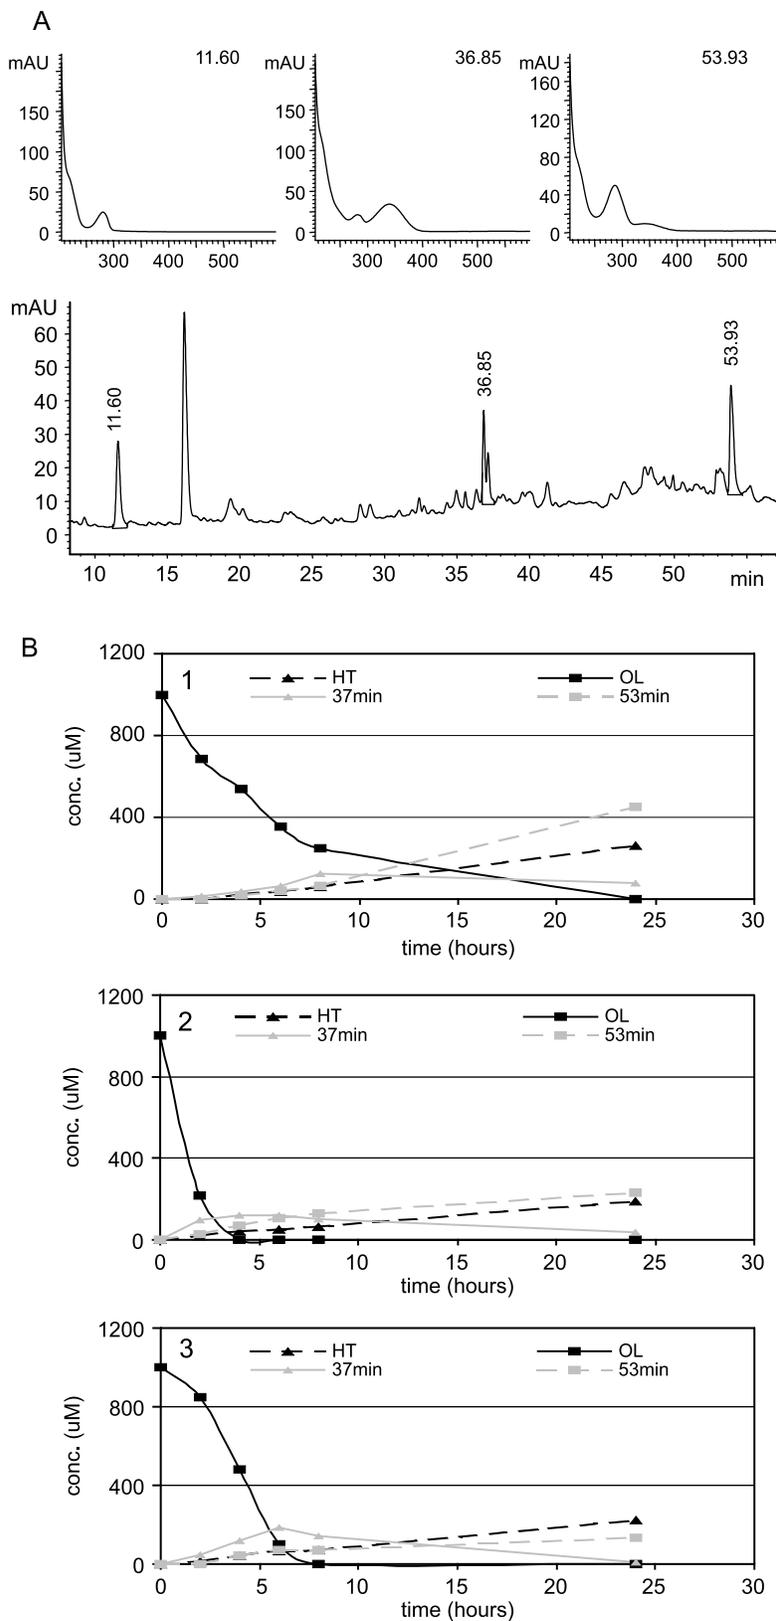 A
mAU 11.60 mAU 36.85 mAU 53.93
150 150 160
100 100 120
50 50 80
0 0 40
0
300 400 500 300 400 500 300 400 500
mAU
60
50
40
30
20
10
0
11.60 36.85 53.93
10 15 20 25 30 35 40 45 50 min
B
1200
800
400
0
conc. (uM)
1 HT OL
37min 53min
0 5 10 15 20 25 30
time (hours)
1200
800
400
0
conc. (uM)
2 HT OL
37min 53min
0 5 10 15 20 25 30
time (hours)
1200
800
400
0
conc. (uM)
3 HT OL
37min 53min
0 5 10 15 20 25 30
time (hours)